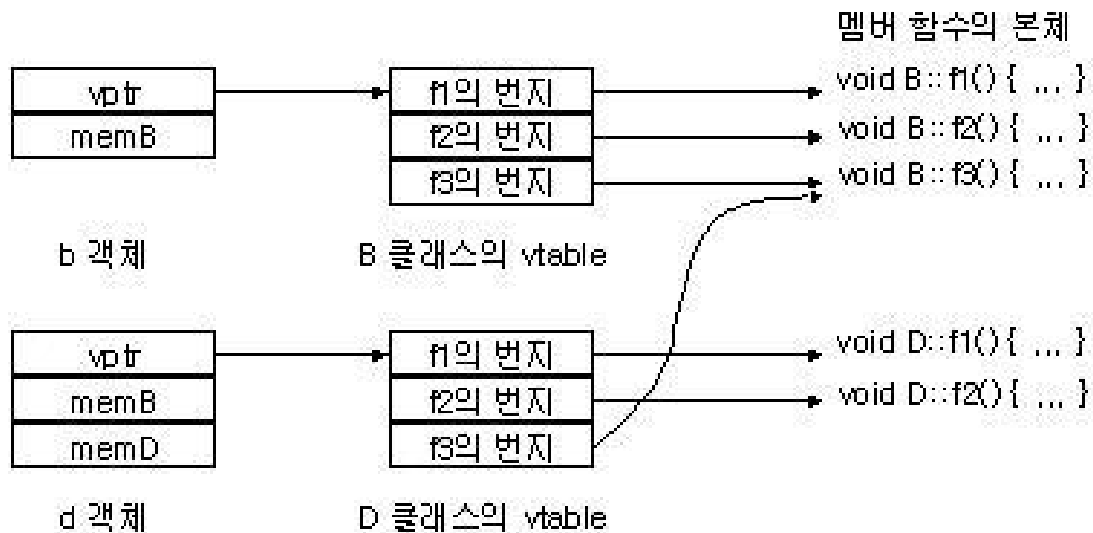 멤버 함수의 본체
vptr
f1의 번지
void B::f1() { ... }
memB
f2의 번지
void B::f2() { ... }
f3의 번지
void B::f3() { ... }
b 객체
B 클래스의 vtable
vptr
f1의 번지
void D::f1() { ... }
memB
f2의 번지
void D::f2() { ... }
memD
f3의 번지
d 객체
D 클래스의 vtable